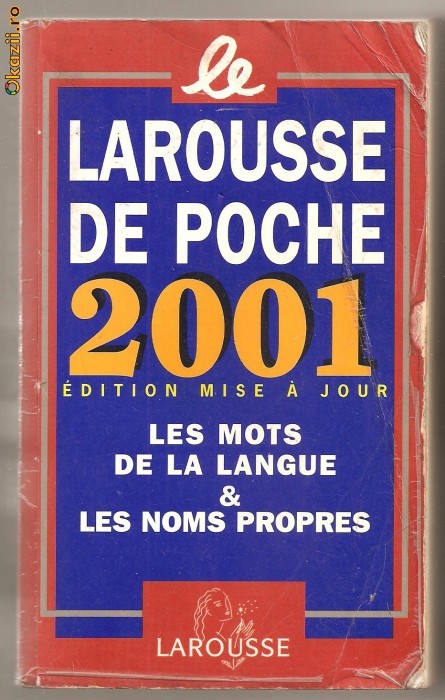 Okazii.ro
le
LAROUSSE
DE POCHE
2001
ÉDITION MISE À JOUR
LES MOTS
DE LA LANGUE
&
LES NOMS PROPRES
LAROUSSE